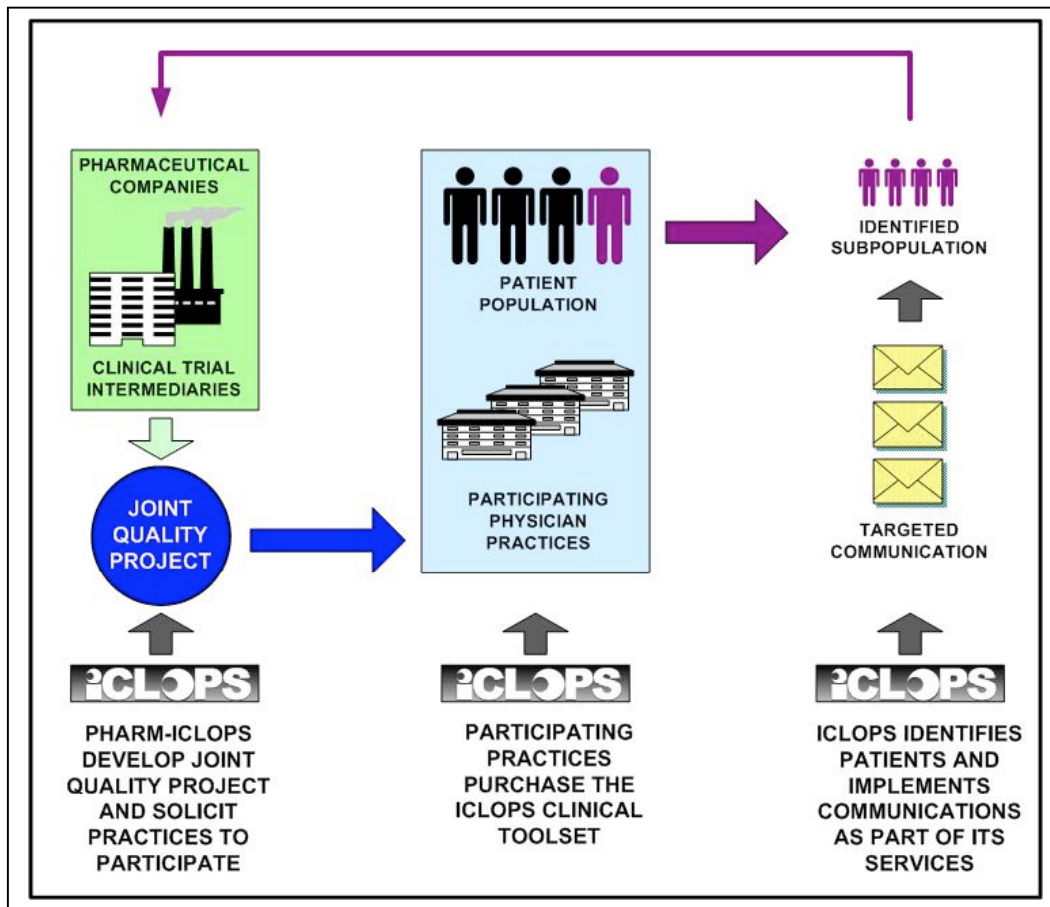 PHARMACEUTICAL
COMPANIES
CLINICAL TRIAL
INTERMEDIARIES
JOINT
QUALITY
PROJECT
iCLOPS
PHARM-ICLOPS
DEVELOP JOINT
QUALITY PROJECT
AND SOLICIT
PRACTICES TO
PARTICIPATE
PATIENT
POPULATION
PARTICIPATING
PHYSICIAN
PRACTICES
iCLOPS
PARTICIPATING
PRACTICES
PURCHASE THE
ICLOPS CLINICAL
TOOLSET
IDENTIFIED
SUBPOPULATION
TARGETED
COMMUNICATION
iCLOPS
ICLOPS IDENTIFIES
PATIENTS AND
IMPLEMENTS
COMMUNICATIONS
AS PART OF ITS
SERVICES